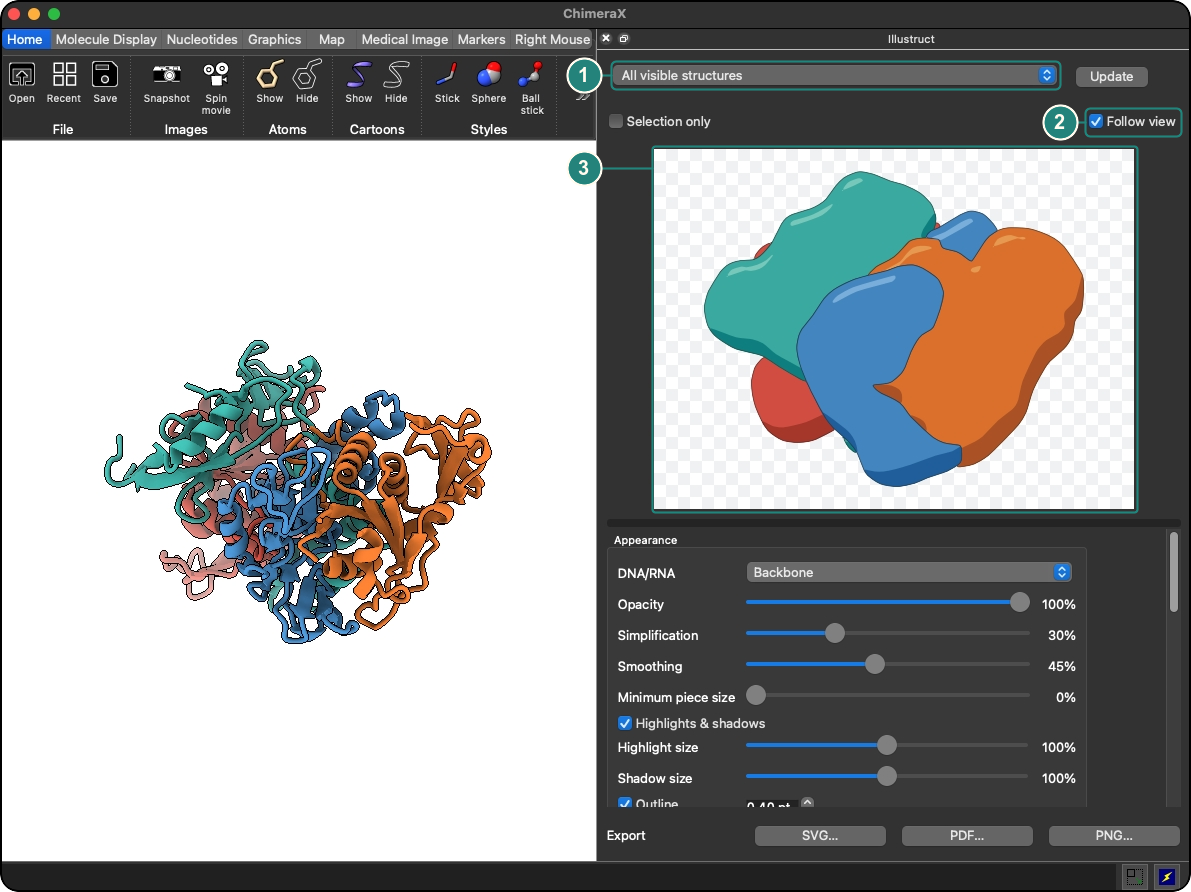 ChimeraX
Home Molecule Display Nucleotides Graphics Map Medical Image Markers Right Mouse
Illustruct
Open Recent Save Snapshot Spin movie Show Hide Show Hide Stick Sphere Ball stick
File Images Atoms Cartoons Styles
1 All visible structures Update
Selection only 2 Follow view
3
Appearance
DNA/RNA Backbone
Opacity 100%
Simplification 30%
Smoothing 45%
Minimum piece size 0%
Highlights & shadows
Highlight size 100%
Shadow size 100%
Outline 0.40 pt
Export SVG... PDF... PNG...